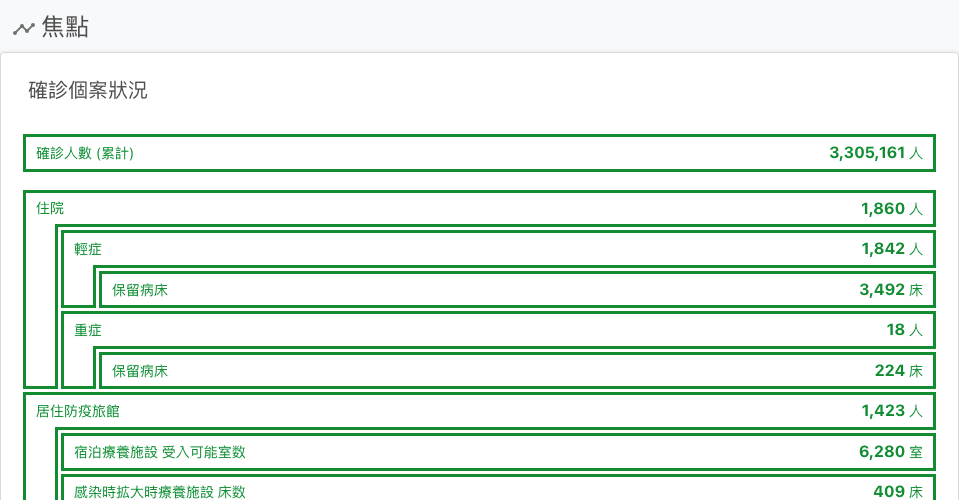 焦點
確診個案狀況
確診人數 (累計) 3,305,161 人
住院 1,860 人
輕症 1,842 人
保留病床 3,492 床
重症 18 人
保留病床 224 床
居住防疫旅館 1,423 人
宿泊療養施設 受入可能室数 6,280 室
感染時拡大時療養施設 床数 409 床